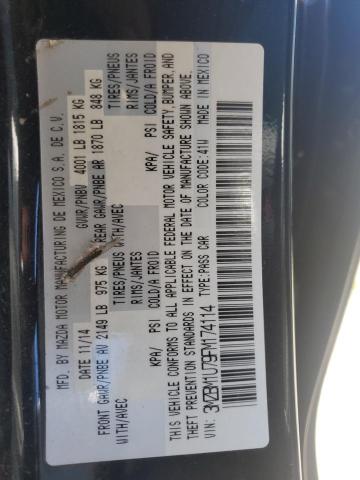 MFD. BY MAZDA MOTOR MANUFACTURING DE MEXICO S.A. DE C.V.
DATE 11/14 GVWR/PNBV 4001 LB 1815 KG
FRONT GAWR/PNBE AV 2149 LB 975 KG REAR GAWR/PNBE AR 1870 LB 848 KG
WITH/AVEC TIRES/PNEUS WITH/AVEC TIRES/PNEUS
RIMS/JANTES RIMS/JANTES
KPA/ PSI COLD/A FROID KPA/ PSI COLD/A FROID
THIS VEHICLE CONFORMS TO ALL APPLICABLE FEDERAL MOTOR VEHICLE SAFETY, BUMPER, AND
THEFT PREVENTION STANDARDS IN EFFECT ON THE DATE OF MANUFACTURE SHOWN ABOVE.
VIN: 3MZBM1U79FM174114 TYPE:PASS CAR COLOR CODE:41W MADE IN MEXICO